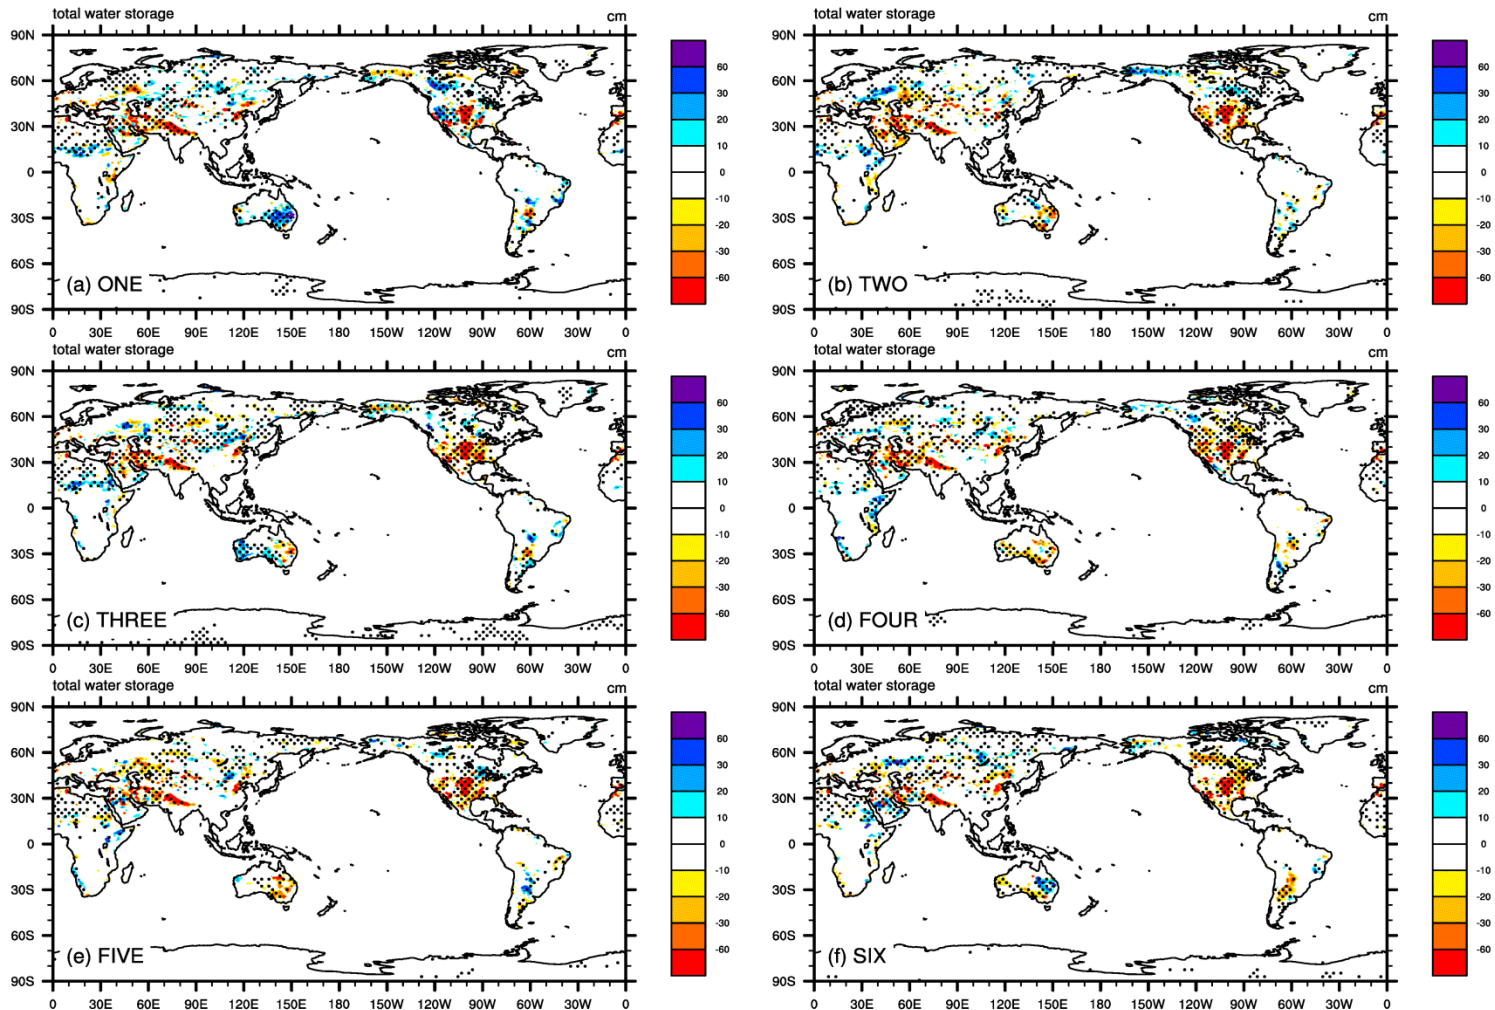 total water storage cm total water storage cm
90N 90N
60 60
60N 30 60N 30
30N 20 30N 20
10 10
0 0 0 0
-10 -10
30S -20 30S -20
-30 -30
60S -60 60S -60
(a) ONE (b) TWO
90S 90S
0 30E 60E 90E 120E 150E 180 150W 120W 90W 60W 30W 0 0 30E 60E 90E 120E 150E 180 150W 120W 90W 60W 30W 0
total water storage cm total water storage cm
90N 90N
60 60
60N 30 60N 30
30N 20 30N 20
10 10
0 0 0 0
-10 -10
30S -20 30S -20
-30 -30
60S -60 60S -60
(c) THREE (d) FOUR
90S 90S
0 30E 60E 90E 120E 150E 180 150W 120W 90W 60W 30W 0 0 30E 60E 90E 120E 150E 180 150W 120W 90W 60W 30W 0
total water storage cm total water storage cm
90N 90N
60 60
60N 30 60N 30
30N 20 30N 20
10 10
0 0 0 0
-10 -10
30S -20 30S -20
-30 -30
60S -60 60S -60
(e) FIVE (f) SIX
90S 90S
0 30E 60E 90E 120E 150E 180 150W 120W 90W 60W 30W 0 0 30E 60E 90E 120E 150E 180 150W 120W 90W 60W 30W 0